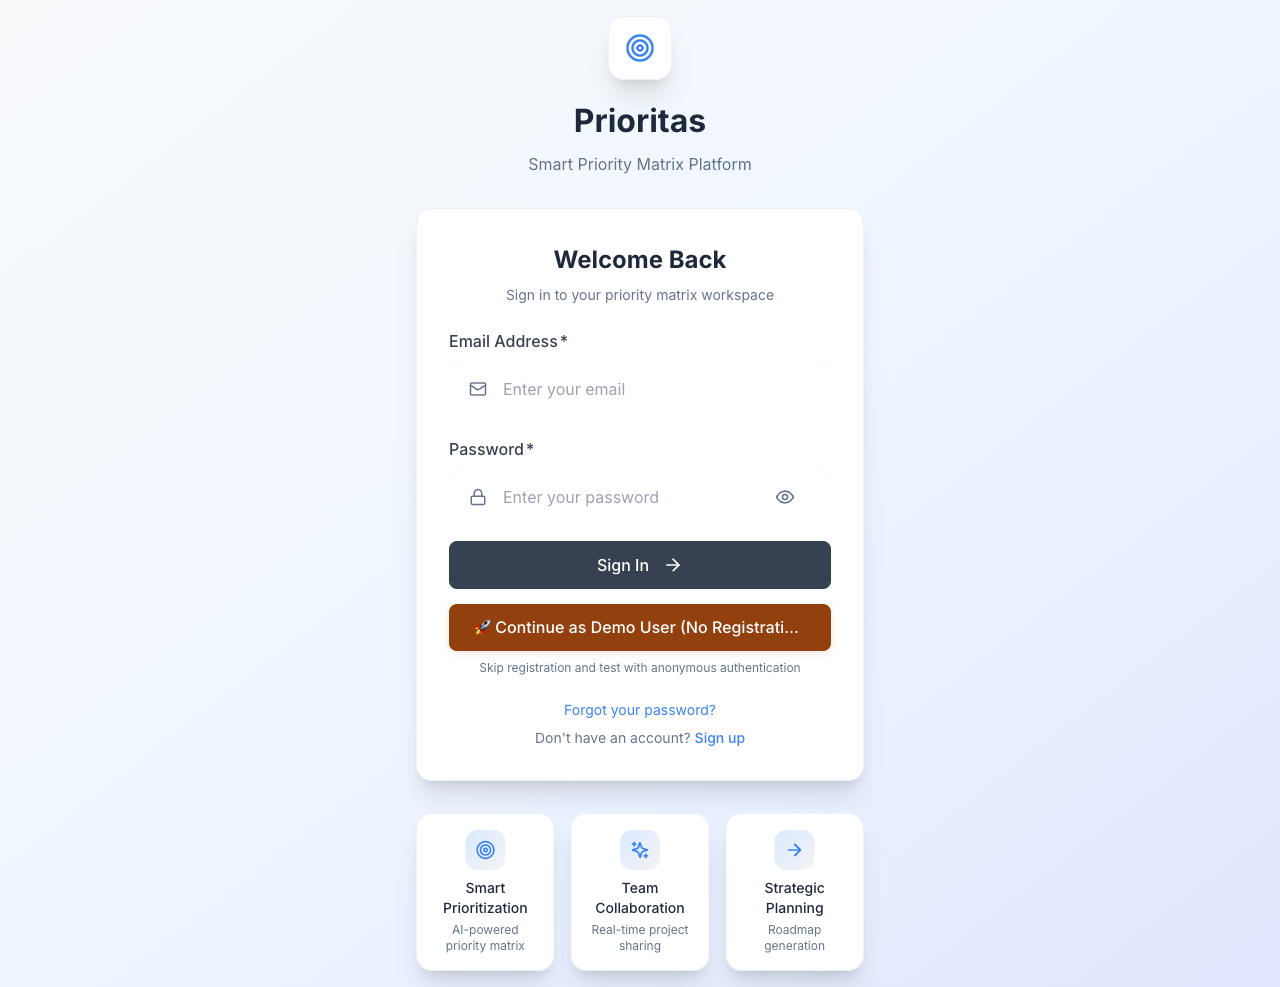 Prioritas
Smart Priority Matrix Platform
Welcome Back
Sign in to your priority matrix workspace
Email Address*
Enter your email
Password*
Enter your password
Sign In
🚀 Continue as Demo User (No Registrati...
Skip registration and test with anonymous authentication
Forgot your password?
Don't have an account? Sign up
Smart
Prioritization
AI-powered
priority matrix
Team
Collaboration
Real-time project
sharing
Strategic
Planning
Roadmap
generation